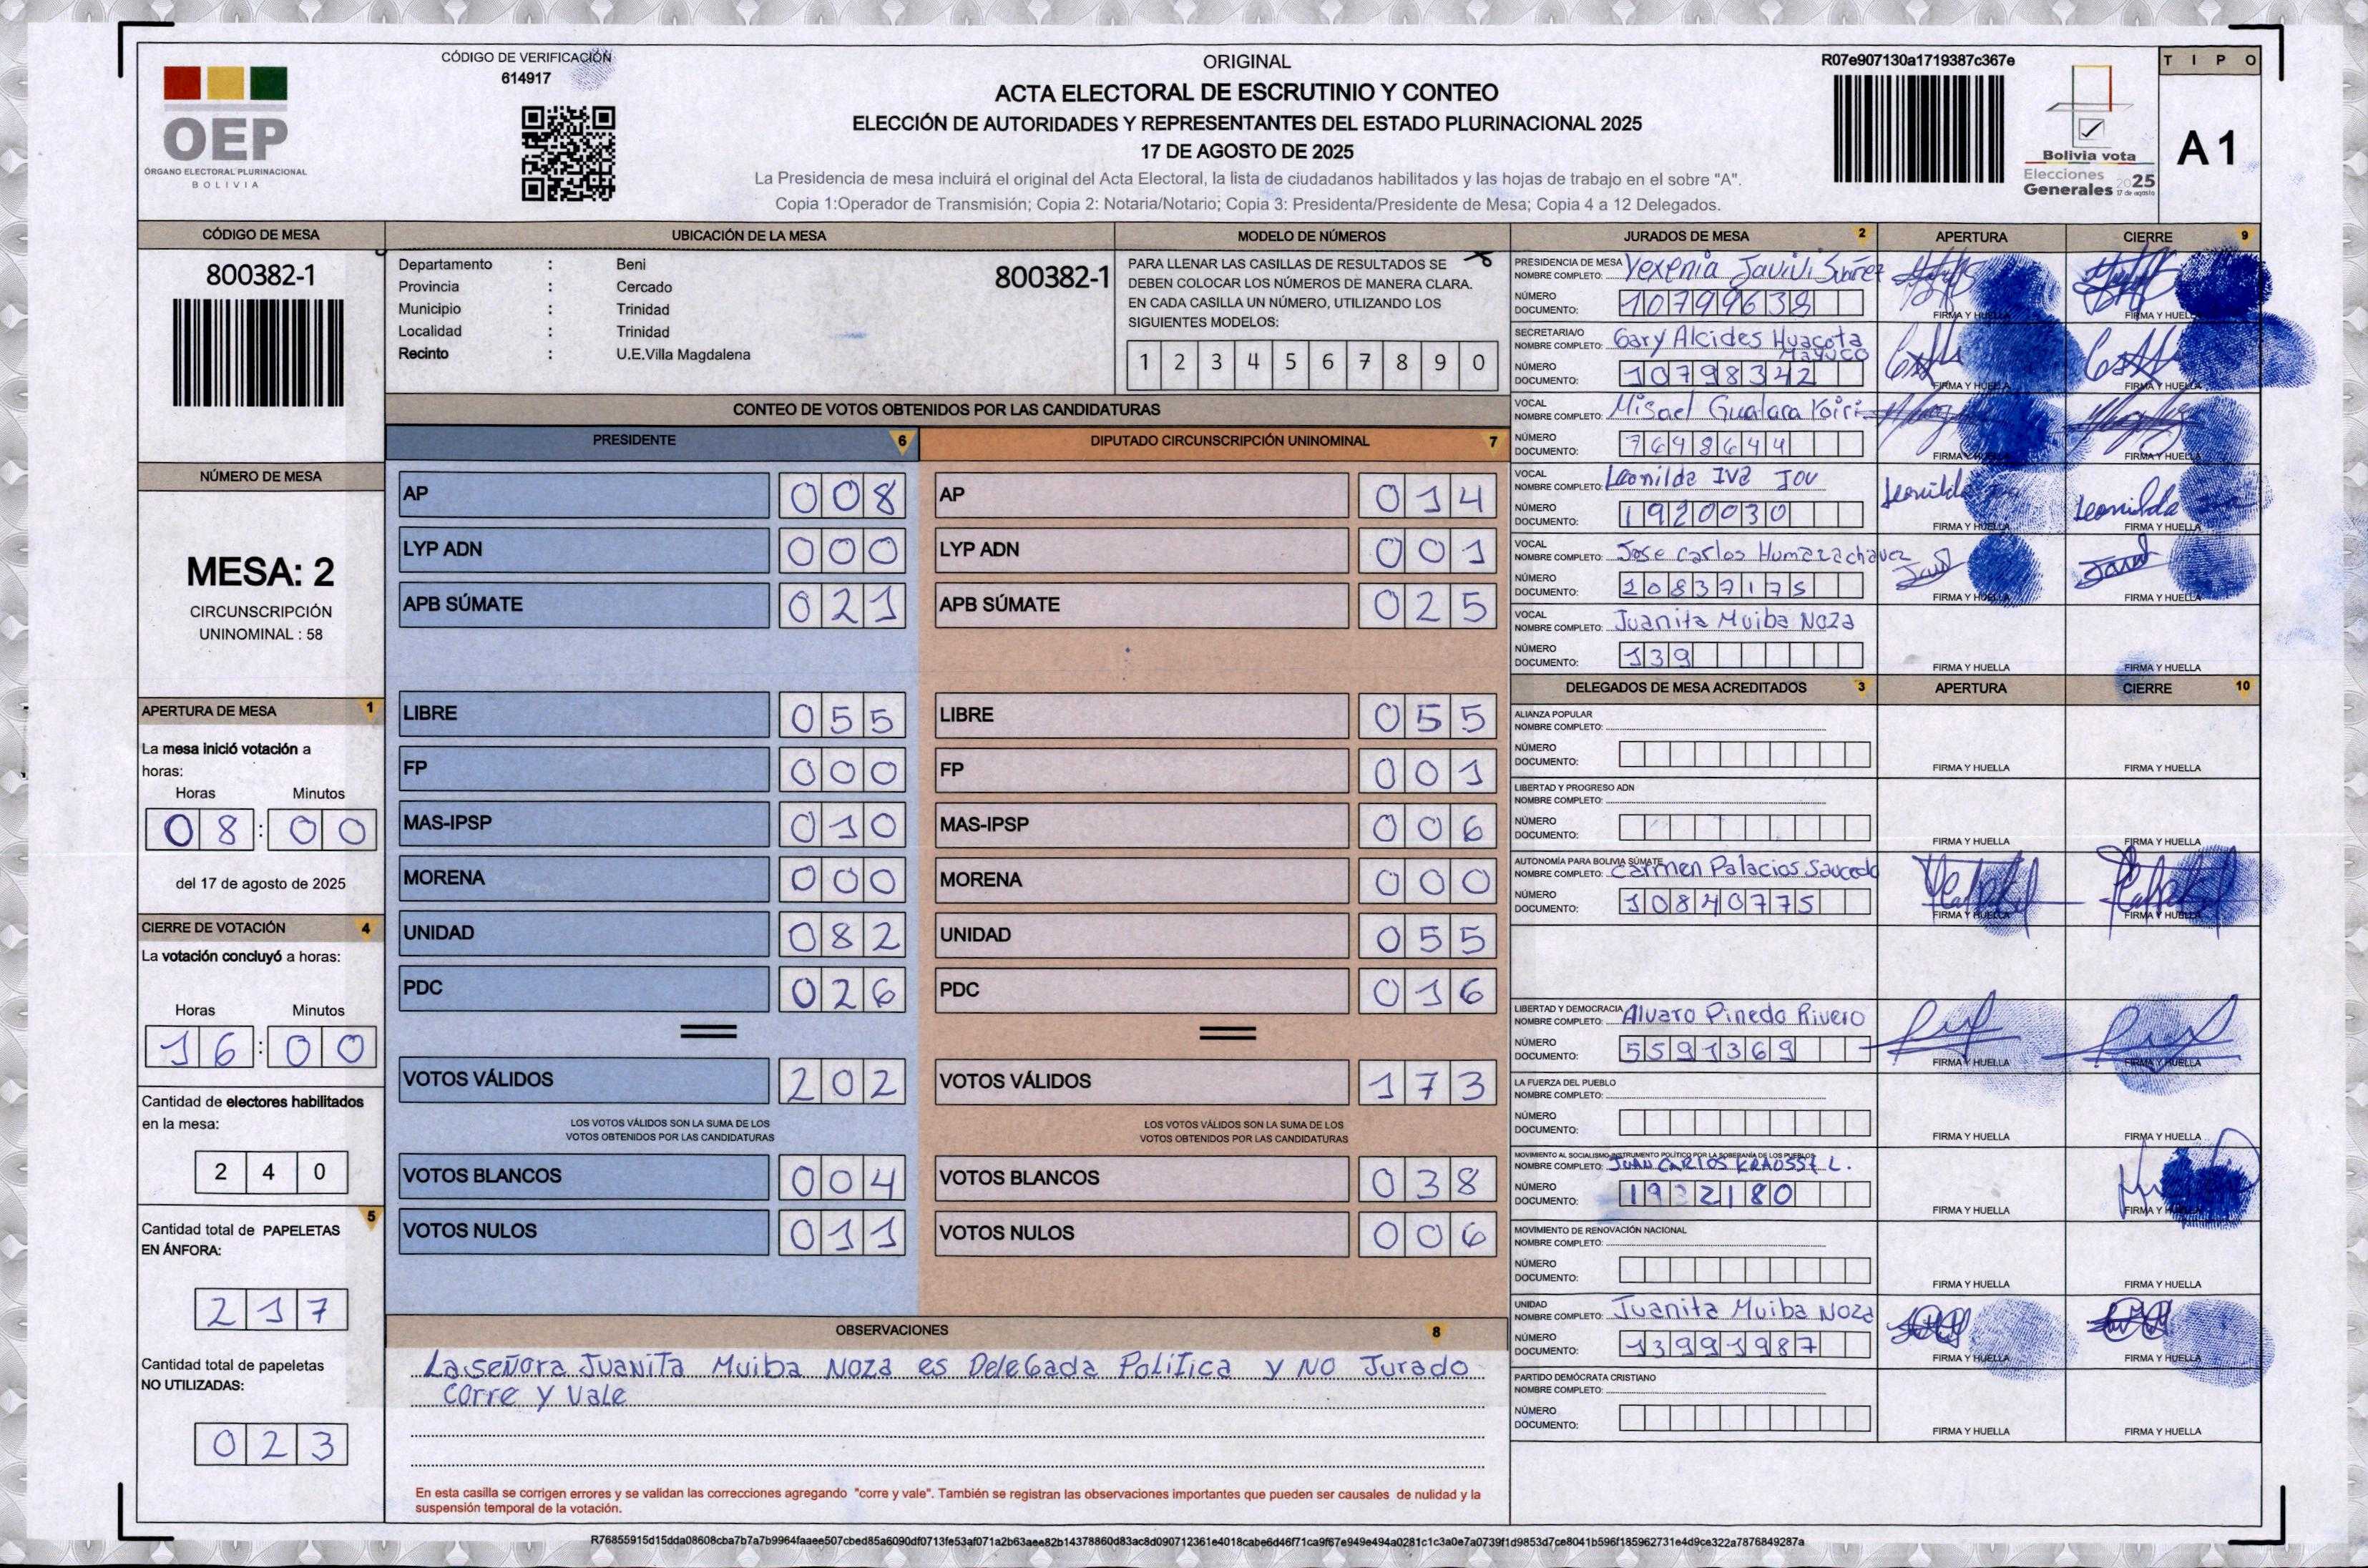 CÓDIGO DE VERIFICACIÓN
614917
OEP
ÓRGANO ELECTORAL PLURINACIONAL
BOLIVIA
ORIGINAL
ACTA ELECTORAL DE ESCRUTINIO Y CONTEO
ELECCIÓN DE AUTORIDADES Y REPRESENTANTES DEL ESTADO PLURINACIONAL 2025
17 DE AGOSTO DE 2025
La Presidencia de mesa incluirá el original del Acta Electoral, la lista de ciudadanos habilitados y las hojas de trabajo en el sobre "A".
Copia 1:Operador de Transmisión; Copia 2: Notaria/Notario; Copia 3: Presidenta/Presidente de Mesa; Copia 4 a 12 Delegados.
R07e907130a1719387c367e
Bolivia vota
Elecciones
Generales 2025
17 de agosto
TIPO
A1
CÓDIGO DE MESA
800382-1
NÚMERO DE MESA
MESA: 2
CIRCUNSCRIPCIÓN
UNINOMINAL : 58
APERTURA DE MESA 1
La mesa inició votación a
horas:
Horas Minutos
08:00
del 17 de agosto de 2025
CIERRE DE VOTACIÓN 4
La votación concluyó a horas:
Horas Minutos
16:00
Cantidad de electores habilitados
en la mesa:
240
5
Cantidad total de PAPELETAS
EN ÁNFORA:
217
Cantidad total de papeletas
NO UTILIZADAS:
023
UBICACIÓN DE LA MESA
Departamento : Beni
800382-1
Provincia : Cercado
Municipio : Trinidad
Localidad : Trinidad
Recinto : U.E.Villa Magdalena
MODELO DE NÚMEROS
PARA LLENAR LAS CASILLAS DE RESULTADOS SE
DEBEN COLOCAR LOS NÚMEROS DE MANERA CLARA.
EN CADA CASILLA UN NÚMERO, UTILIZANDO LOS
SIGUIENTES MODELOS:
1 2 3 4 5 6 7 8 9 0
CONTEO DE VOTOS OBTENIDOS POR LAS CANDIDATURAS
PRESIDENTE 6
AP 008
LYP ADN 000
APB SÚMATE 021
LIBRE 055
FP 000
MAS-IPSP 010
MORENA 000
UNIDAD 082
PDC 026
VOTOS VÁLIDOS 202
LOS VOTOS VÁLIDOS SON LA SUMA DE LOS
VOTOS OBTENIDOS POR LAS CANDIDATURAS
VOTOS BLANCOS 004
VOTOS NULOS 011
DIPUTADO CIRCUNSCRIPCIÓN UNINOMINAL 7
AP 014
LYP ADN 001
APB SÚMATE 025
LIBRE 055
FP 001
MAS-IPSP 006
MORENA 000
UNIDAD 055
PDC 016
VOTOS VÁLIDOS 173
LOS VOTOS VÁLIDOS SON LA SUMA DE LOS
VOTOS OBTENIDOS POR LAS CANDIDATURAS
VOTOS BLANCOS 038
VOTOS NULOS 006
OBSERVACIONES 8
La señora Juanita Muiba Noza es Delegada Política y NO Jurado
corre y Vale
En esta casilla se corrigen errores y se validan las correcciones agregando "corre y vale". También se registran las observaciones importantes que pueden ser causales de nulidad y la
suspensión temporal de la votación.
JURADOS DE MESA 2 APERTURA CIERRE 9
PRESIDENCIA DE MESA
NOMBRE COMPLETO: Yexenia Javivi Suárez
NÚMERO
DOCUMENTO: 10799638
FIRMA Y HUELLA FIRMA Y HUELLA
SECRETARIA/O
NOMBRE COMPLETO: Gary Alcides Huacota
Mayuco
NÚMERO
DOCUMENTO: 10798342
FIRMA Y HUELLA FIRMA Y HUELLA
VOCAL
NOMBRE COMPLETO: Misael Gualara
NÚMERO
DOCUMENTO: 7698644
FIRMA Y HUELLA FIRMA Y HUELLA
VOCAL
NOMBRE COMPLETO: Leonilda Iva Jou
NÚMERO
DOCUMENTO: 1920030
FIRMA Y HUELLA FIRMA Y HUELLA
VOCAL
NOMBRE COMPLETO: Jose Carlos Humazachavez
NÚMERO
DOCUMENTO: 10837175
FIRMA Y HUELLA FIRMA Y HUELLA
VOCAL
NOMBRE COMPLETO: Juanita Muiba Noza
NÚMERO
DOCUMENTO: 139
FIRMA Y HUELLA FIRMA Y HUELLA
DELEGADOS DE MESA ACREDITADOS 3 APERTURA CIERRE 10
ALIANZA POPULAR
NOMBRE COMPLETO:
NÚMERO
DOCUMENTO:
FIRMA Y HUELLA FIRMA Y HUELLA
LIBERTAD Y PROGRESO ADN
NOMBRE COMPLETO:
NÚMERO
DOCUMENTO:
FIRMA Y HUELLA FIRMA Y HUELLA
AUTONOMÍA PARA BOLIVIA SÚMATE
NOMBRE COMPLETO: Carmen Palacios Saucedo
NÚMERO
DOCUMENTO: 10840775
FIRMA Y HUELLA FIRMA Y HUELLA
LIBERTAD Y DEMOCRACIA
NOMBRE COMPLETO: Alvaro Pinedo Rivero
NÚMERO
DOCUMENTO: 5591369
FIRMA Y HUELLA FIRMA Y HUELLA
LA FUERZA DEL PUEBLO
NOMBRE COMPLETO:
NÚMERO
DOCUMENTO:
FIRMA Y HUELLA FIRMA Y HUELLA
MOVIMIENTO AL SOCIALISMO-INSTRUMENTO POLÍTICO POR LA SOBERANÍA DE LOS PUEBLOS
NOMBRE COMPLETO: JUAN CARLOS L.
NÚMERO
DOCUMENTO: 1922180
FIRMA Y HUELLA FIRMA Y HUELLA
MOVIMIENTO DE RENOVACIÓN NACIONAL
NOMBRE COMPLETO:
NÚMERO
DOCUMENTO:
FIRMA Y HUELLA FIRMA Y HUELLA
UNIDAD
NOMBRE COMPLETO: Juanita Muiba Noza
NÚMERO
DOCUMENTO: 13991987
FIRMA Y HUELLA FIRMA Y HUELLA
PARTIDO DEMÓCRATA CRISTIANO
NOMBRE COMPLETO:
NÚMERO
DOCUMENTO:
FIRMA Y HUELLA FIRMA Y HUELLA